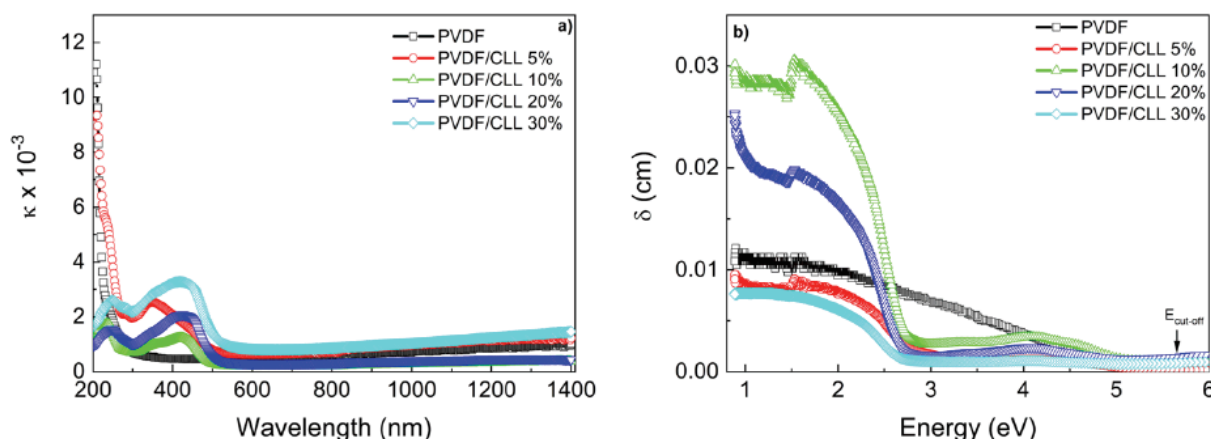 a)
PVDF
PVDF/CLL 5%
PVDF/CLL 10%
PVDF/CLL 20%
PVDF/CLL 30%
κ x 10⁻³
12
10
8
6
4
2
0
200 400 600 800 1000 1200 1400
Wavelength (nm)
b)
PVDF
PVDF/CLL 5%
PVDF/CLL 10%
PVDF/CLL 20%
PVDF/CLL 30%
δ (cm)
0.03
0.02
0.01
0.00
E cut-off
1 2 3 4 5 6
Energy (eV)